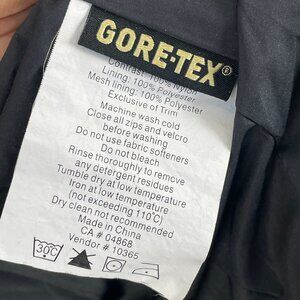 GORE-TEX®
Contrast: 100% Nylon
Lining: 100% Polyester
Mesh lining: 100% Polyester
Exclusive of Trim
Machine wash cold
Close all zips and velcro
before washing
Do not use fabric softeners
Do not bleach
Rinse thoroughly to remove
any detergent residues
Tumble dry at low temperature
Iron at low temperature
(not exceeding 110°C)
Dry clean not recommended
Made in China
CA # 04868
Vendor # 10365
30°C